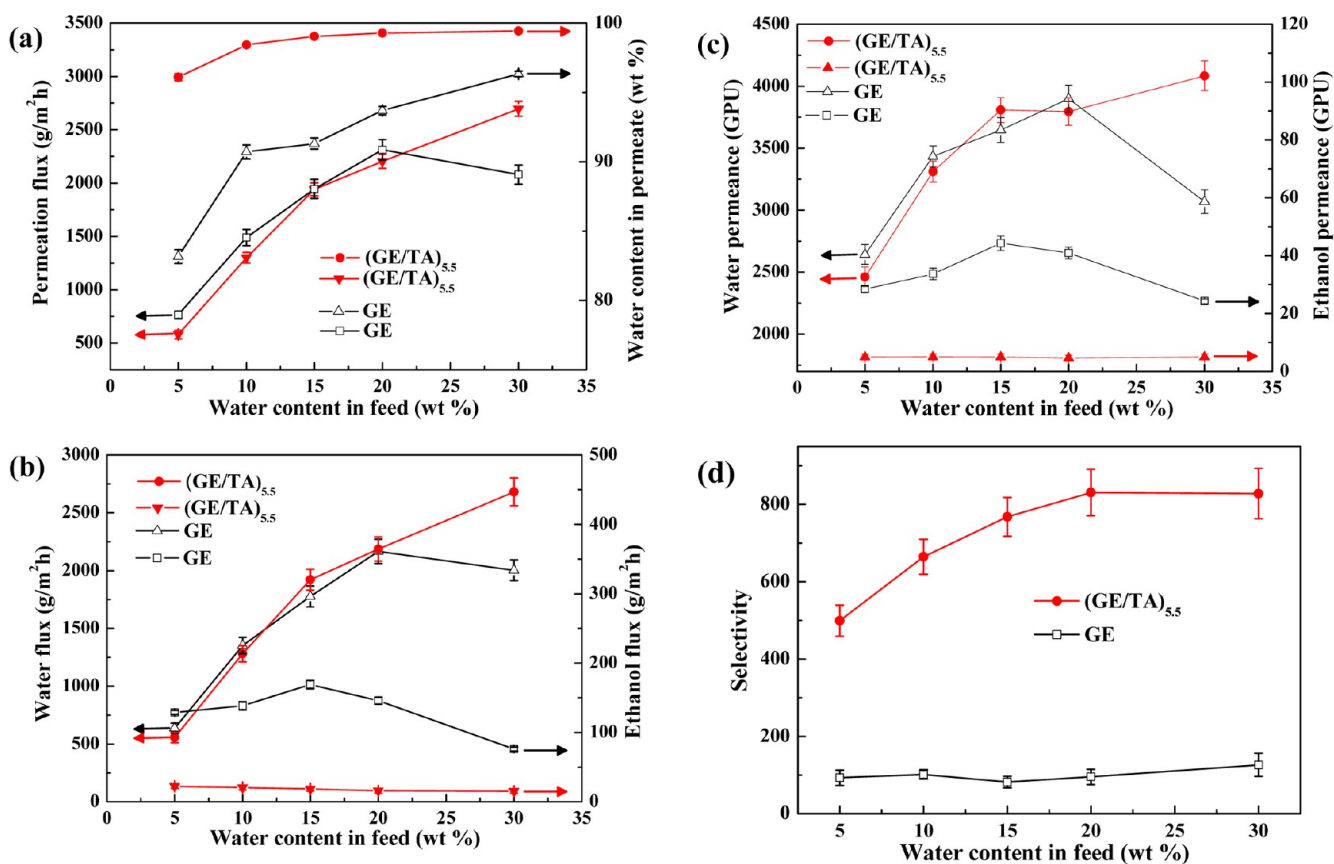 (a)
Permeation flux (g/m²h)
3500
3000
2500
2000
1500
1000
500
100
90
80
Water content in permeate (wt %)
(GE/TA)5.5
(GE/TA)5.5
GE
GE
0 5 10 15 20 25 30 35
Water content in feed (wt %)
(c)
Water permeance (GPU)
4500
4000
3500
3000
2500
2000
120
100
80
60
40
20
0
Ethanol permeance (GPU)
(GE/TA)5.5
(GE/TA)5.5
GE
GE
0 5 10 15 20 25 30 35
Water content in feed (wt %)
(b)
Water flux (g/m²h)
3000
2500
2000
1500
1000
500
0
500
400
300
200
100
0
Ethanol flux (g/m²h)
(GE/TA)5.5
(GE/TA)5.5
GE
GE
0 5 10 15 20 25 30 35
Water content in feed (wt %)
(d)
Selectivity
800
600
400
200
0
(GE/TA)5.5
GE
5 10 15 20 25 30
Water content in feed (wt %)